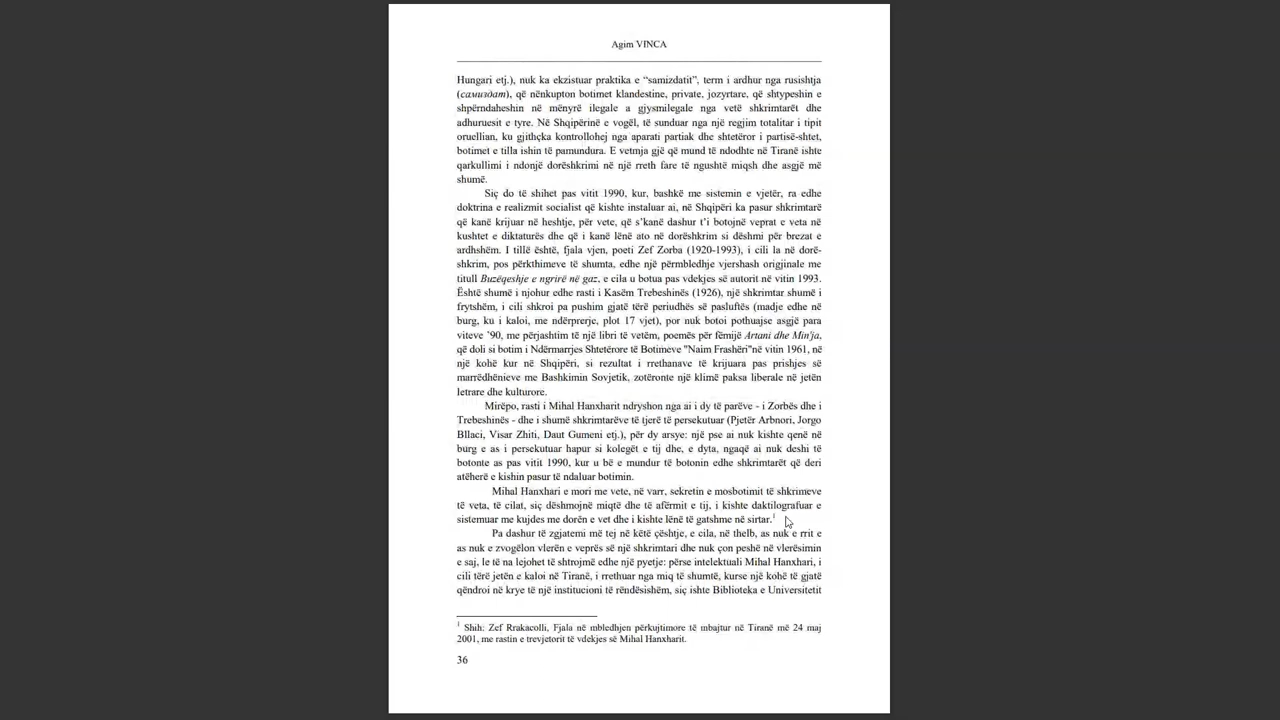 Agim VINCA
Hungari etj.), nuk ka ekzistuar praktika e “samizdatit”, term i ardhur nga rusishtja
(самиздат), që nënkupton botimet klandestine, private, jozyrtare, që shtypeshin e
shpërndaheshin në mënyrë ilegale a gjysmilegale nga vetë shkrimtarët dhe
adhuruesit e tyre. Në Shqipërinë e vogël, të sunduar nga një regjim totalitar i tipit
oruellian, ku gjithçka kontrollohej nga aparati partiak dhe shtetëror i partisë-shtet,
botimet e tilla ishin të pamundura. E vetmja gjë që mund të ndodhte në Tiranë ishte
qarkullimi i ndonjë dorëshkrimi në një rreth fare të ngushtë miqsh dhe asgjë më
shumë.
Siç do të shihet pas vitit 1990, kur, bashkë me sistemin e vjetër, ra edhe
doktrina e realizmit socialist që kishte instaluar ai, në Shqipëri ka pasur shkrimtarë
që kanë krijuar në heshtje, për vete, që s’kanë dashur t’i botojnë veprat e veta në
kushtet e diktaturës dhe që i kanë lënë ato në dorëshkrim si dëshmi për brezat e
ardhshëm. I tillë është, fjala vjen, poeti Zef Zorba (1920-1993), i cili la në dorë-
shkrim, pos përkthimeve të shumta, edhe një përmbledhje vjershash origjinale me
titull Buzëqeshje e ngrirë në gaz, e cila u botua pas vdekjes së autorit në vitin 1993.
Është shumë i njohur edhe rasti i Kasëm Trebeshinës (1926), një shkrimtar shumë i
frytshëm, i cili shkroi pa pushim gjatë tërë periudhës së pasluftës (madje edhe në
burg, ku i kaloi, me ndërprerje, plot 17 vjet), por nuk botoi pothuajse asgjë para
viteve ’90, me përjashtim të një libri të vetëm, poemës për fëmijë Artani dhe Min'ja,
që doli si botim i Ndërmarrjes Shtetërore të Botimeve "Naim Frashëri"në vitin 1961, në
një kohë kur në Shqipëri, si rezultat i rrethanave të krijuara pas prishjes së
marrëdhënieve me Bashkimin Sovjetik, zotëronte një klimë paksa liberale në jetën
letrare dhe kulturore.
Mirëpo, rasti i Mihal Hanxharit ndryshon nga ai i dy të parëve - i Zorbës dhe i
Trebeshinës - dhe i shumë shkrimtarëve të tjerë të persekutuar (Pjetër Arbnori, Jorgo
Bllaci, Visar Zhiti, Daut Gumeni etj.), për dy arsye: një pse ai nuk kishte qenë në
burg e as i persekutuar hapur si kolegët e tij dhe, e dyta, ngaqë ai nuk deshi të
botonte as pas vitit 1990, kur u bë e mundur të botonin edhe shkrimtarët që deri
atëherë e kishin pasur të ndaluar botimin.
Mihal Hanxhari e mori me vete, në varr, sekretin e mosbotimit të shkrimeve
të veta, të cilat, siç dëshmojnë miqtë dhe të afërmit e tij, i kishte daktilografuar e
sistemuar me kujdes me dorën e vet dhe i kishte lënë të gatshme në sirtar.1
Pa dashur të zgjatemi më tej në këtë çështje, e cila, në thelb, as nuk e rrit e
as nuk e zvogëlon vlerën e veprës së një shkrimtari dhe nuk çon peshë në vlerësimin
e saj, le të na lejohet të shtrojmë edhe një pyetje: përse intelektuali Mihal Hanxhari, i
cili tërë jetën e kaloi në Tiranë, i rrethuar nga miq të shumtë, kurse një kohë të gjatë
qëndroi në krye të një institucioni të rëndësishëm, siç ishte Biblioteka e Universitetit
1 Shih: Zef Rrakacolli, Fjala në mbledhjen përkujtimore të mbajtur në Tiranë më 24 maj
2001, me rastin e trevjetorit të vdekjes së Mihal Hanxharit.
36